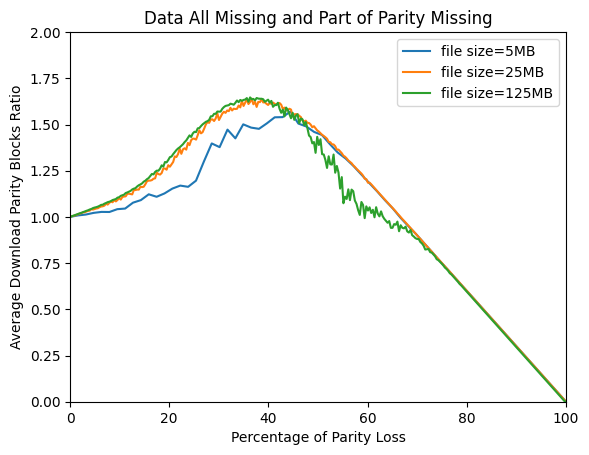 Data All Missing and Part of Parity Missing
Average Download Parity Blocks Ratio
2.00
1.75
1.50
1.25
1.00
0.75
0.50
0.25
0.00
file size=5MB
file size=25MB
file size=125MB
0 20 40 60 80 100
Percentage of Parity Loss